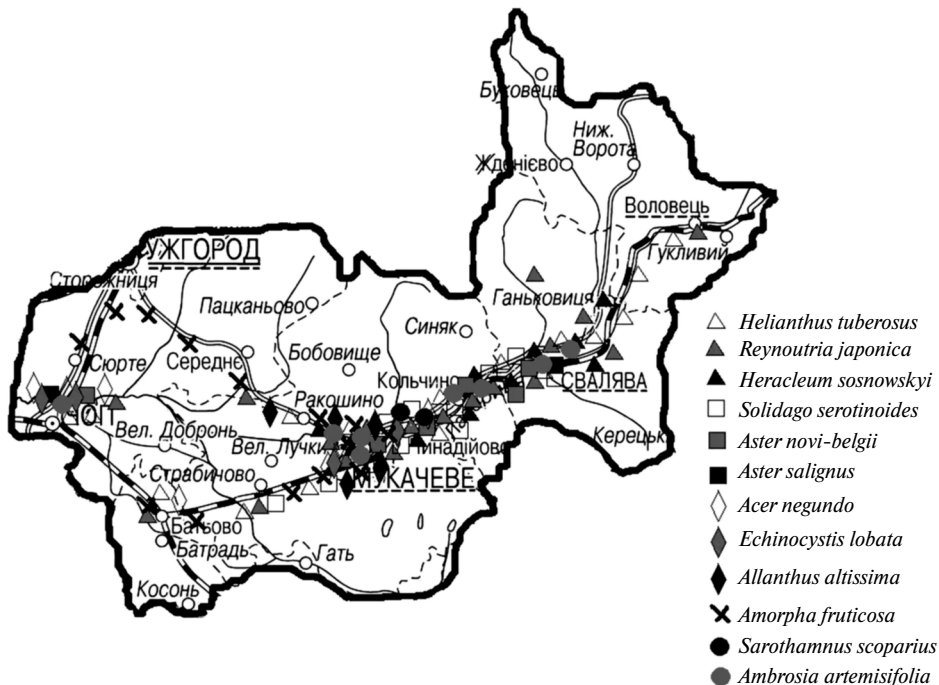 Буковець
Ниж.
Ворота
Жденієво
Воловець
УЖГОРОД
Гукливий
Сторожниця
Пацканьово
Ганьковиця
Синяк
Середнє
Бобовище
Сюрте
Кольчино
СВАЛЯВА
Ракошино
ЧОП
Вел. Добронь
Вел. Лучки
Чинадійово
Керецьк
Страбичово
МУКАЧЕВЕ
Батьово
Батрадь
Гать
Косонь
Helianthus tuberosus
Reynoutria japonica
Heracleum sosnowskyi
Solidago serotinoides
Aster novi-belgii
Aster salignus
Acer negundo
Echinocystis lobata
Allanthus altissima
Amorpha fruticosa
Sarothamnus scoparius
Ambrosia artemisifolia